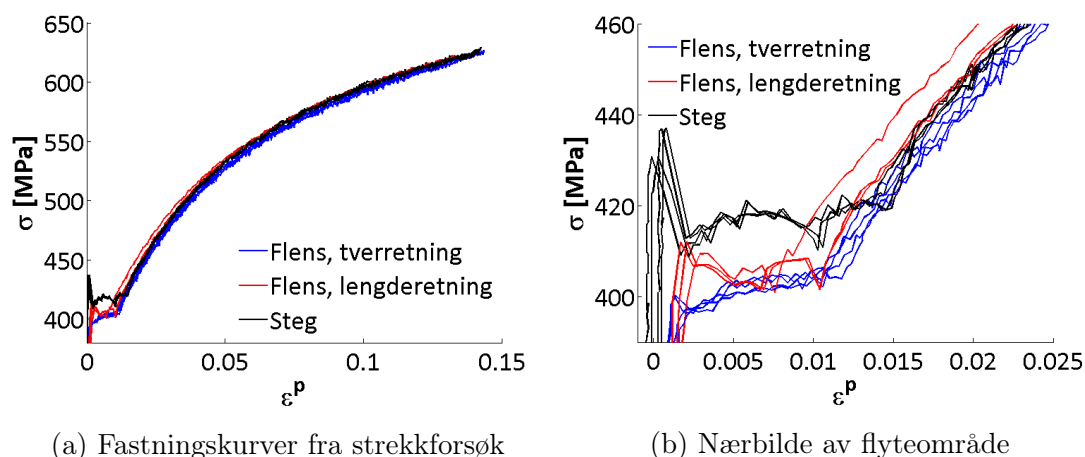 650
600
550
500
450
400
σ [MPa]
Flens, tverretning
Flens, lengderetning
Steg
0
0.05
0.1
0.15
εᵖ
(a) Fastningskurver fra strekkforsøk
460
440
420
400
σ [MPa]
Flens, tverretning
Flens, lengderetning
Steg
0
0.005
0.01
0.015
0.02
0.025
εᵖ
(b) Nærbilde av flyteområde